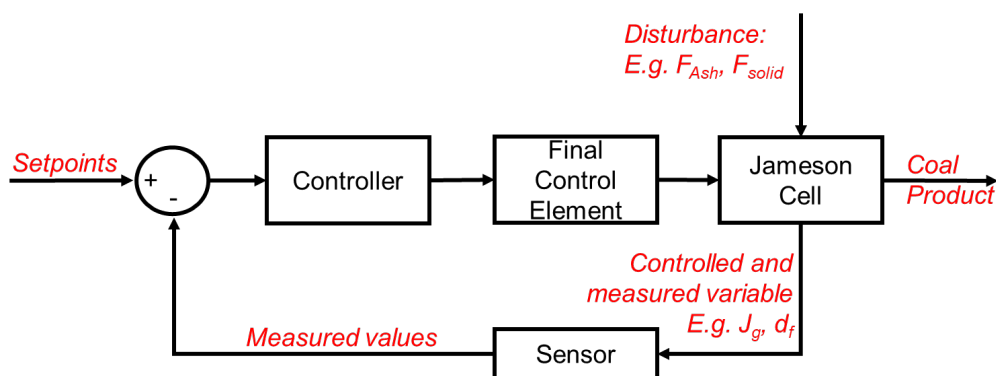 Disturbance:
E.g. F_Ash, F_solid
Setpoints
+
-
Controller
Final
Control
Element
Jameson
Cell
Coal
Product
Controlled and
measured variable
E.g. J_g, d_f
Measured values
Sensor